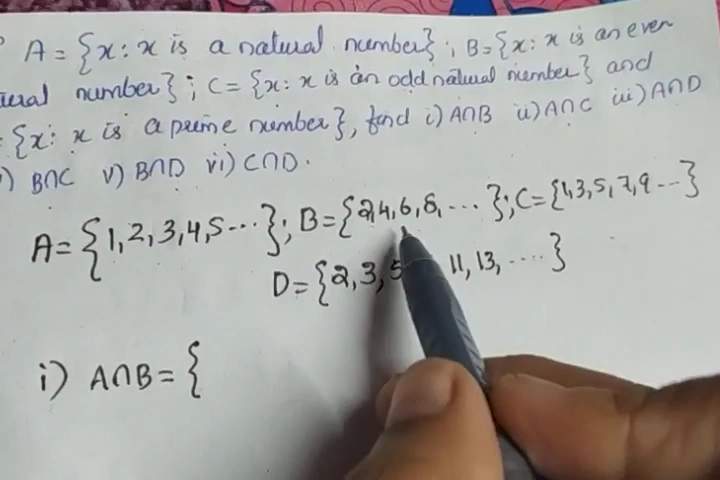 A = {x: x is a natural number}; B={x: x is an even
number}; C = {x: x is an odd natural number} and
= {x: x is a prime number}, find i) A∩B ii) A∩C iii) A∩D
) B∩C v) B∩D vi) C∩D.
A = {1, 2, 3, 4, 5 ...}; B = {2, 4, 6, 8, ...}; C = {1, 3, 5, 7, 9 ...}
D = {2, 3, 5 11, 13, ....}
i) A∩B = {